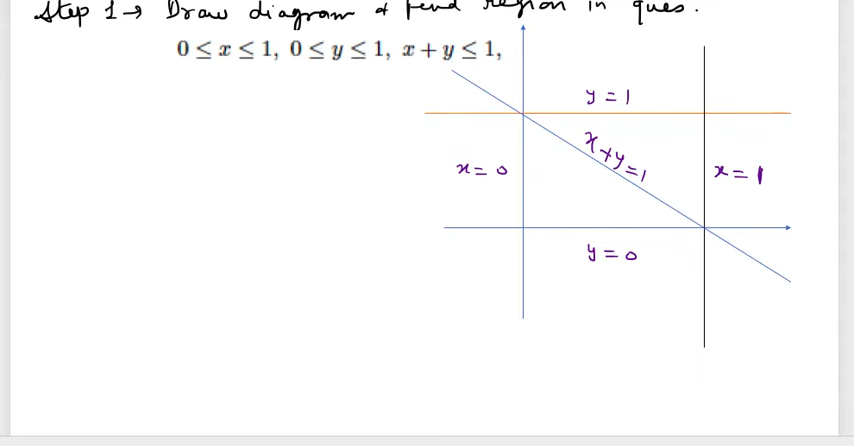 Step 1→ Draw diagram & find region in ques.
0 ≤ x ≤ 1, 0 ≤ y ≤ 1, x + y ≤ 1,
y = 1
x+y=1
x = 0
x = 1
y = 0